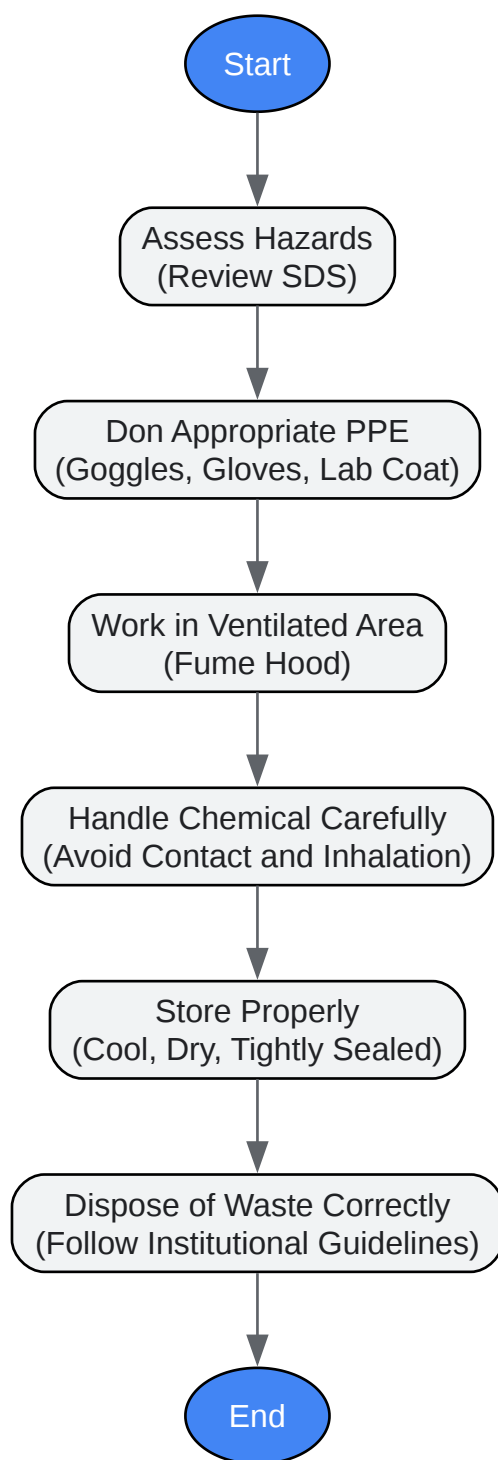 Start
Assess Hazards
(Review SDS)
Don Appropriate PPE
(Goggles, Gloves, Lab Coat)
Work in Ventilated Area
(Fume Hood)
Handle Chemical Carefully
(Avoid Contact and Inhalation)
Store Properly
(Cool, Dry, Tightly Sealed)
Dispose of Waste Correctly
(Follow Institutional Guidelines)
End